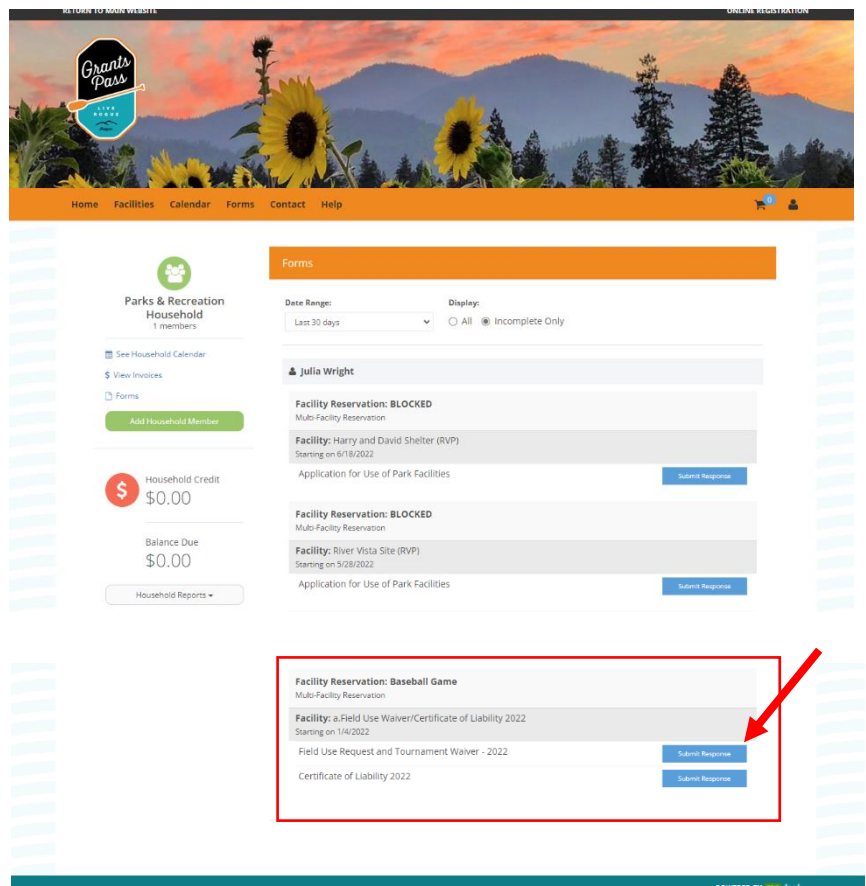 RETURN TO MAIN WEBSITE
ONLINE REGISTRATION
Grants
Pass
LIVE
ROGUE
Home Facilities Calendar Forms Contact Help
0
Forms
Parks & Recreation
Household
1 members
See Household Calendar
$ View Invoices
Forms
Add Household Member
$
Household Credit
$0.00
Balance Due
$0.00
Household Reports
Date Range:
Display:
Last 30 days
All Incomplete Only
Julia Wright
Facility Reservation: BLOCKED
Multi-Facility Reservation
Facility: Harry and David Shelter (RVP)
Starting on 6/18/2022
Application for Use of Park Facilities
Submit Response
Facility Reservation: BLOCKED
Multi-Facility Reservation
Facility: River Vista Site (RVP)
Starting on 5/28/2022
Application for Use of Park Facilities
Submit Response
Facility Reservation: Baseball Game
Multi-Facility Reservation
Facility: a.Field Use Waiver/Certificate of Liability 2022
Starting on 1/4/2022
Field Use Request and Tournament Waiver - 2022
Submit Response
Certificate of Liability 2022
Submit Response